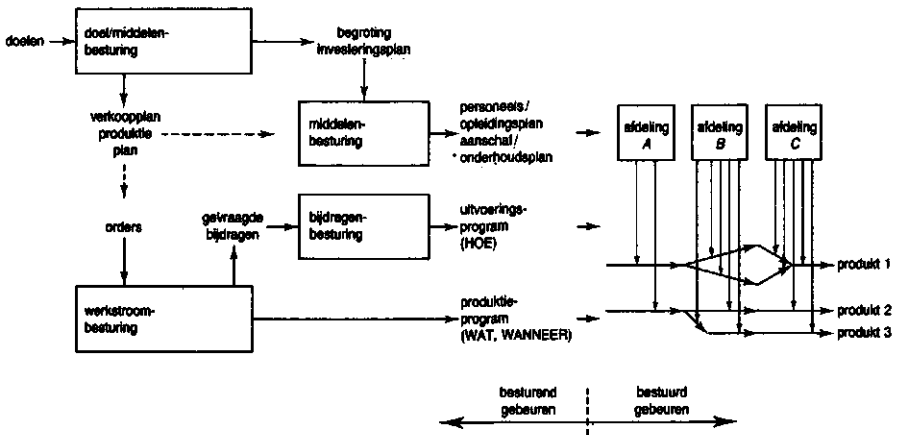 doelen
doel/middelen-
besturing
begroting
investeringsplan
verkoopplan
produktie
plan
middelen-
besturing
personeels/
opleidingsplan
aanschaf/
onderhoudsplan
afdeling
A
afdeling
B
afdeling
C
orders
gevraagde
bijdragen
bijdragen-
besturing
uitvoerings-
program
(HOE)
produkt 1
werkstroom-
besturing
produktie-
program
(WAT, WANNEER)
produkt 2
produkt 3
besturend
gebeuren
bestuurd
gebeuren